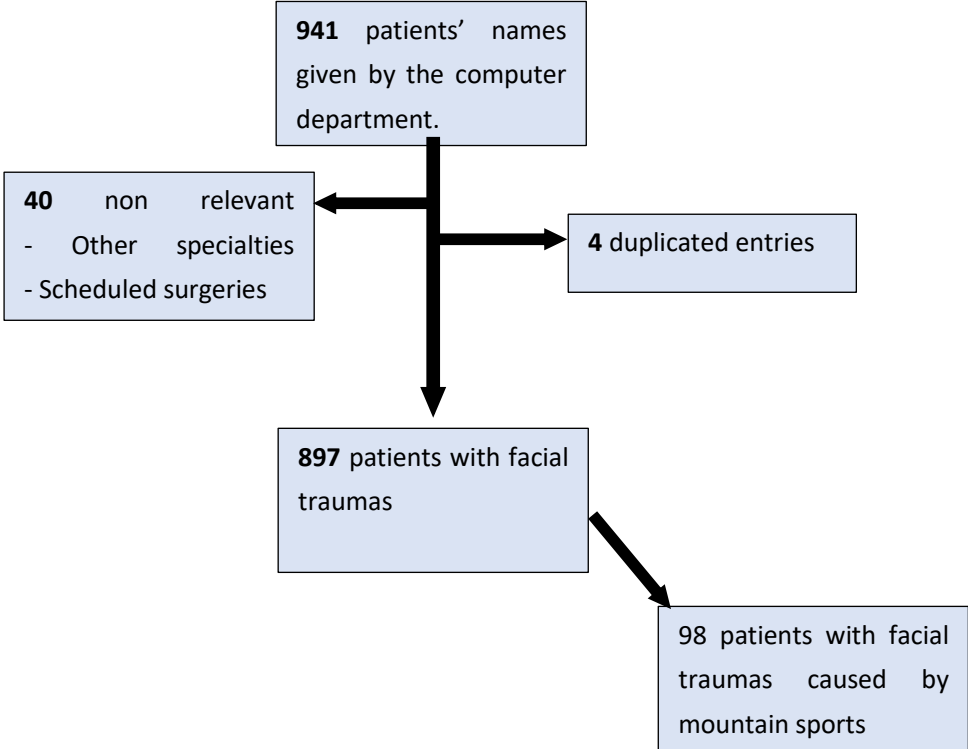 941 patients’ names
given by the computer
department.
40 non relevant
- Other specialties
- Scheduled surgeries
4 duplicated entries
897 patients with facial
traumas
98 patients with facial
traumas caused by
mountain sports